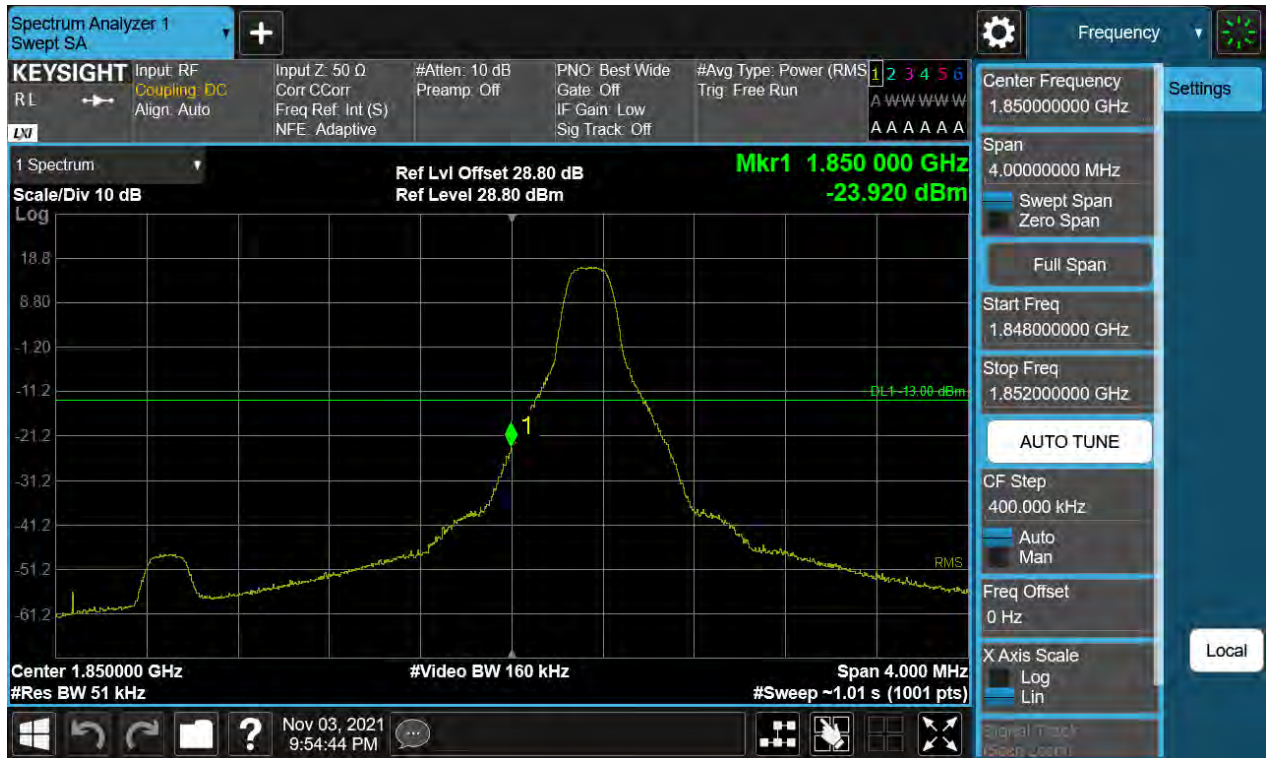 Spectrum Analyzer 1
Swept SA
+
Frequency
KEYSIGHT
RL
LXI
Input: RF
Coupling: DC
Align: Auto
Input Z: 50 Ω
Corr CCorr
Freq Ref: Int (S)
NFE: Adaptive
#Atten: 10 dB
Preamp: Off
PNO: Best Wide
Gate: Off
IF Gain: Low
Sig Track: Off
#Avg Type: Power (RMS
Trig: Free Run
1 2 3 4 5 6
A W W W W W
A A A A A A
1 Spectrum
Scale/Div 10 dB
Ref Lvl Offset 28.80 dB
Ref Level 28.80 dBm
Mkr1 1.850 000 GHz
-23.920 dBm
Log
18.8
8.80
-1.20
-11.2
-21.2
-31.2
-41.2
-51.2
-61.2
DL1 -13.00 dBm
1
RMS
Center 1.850000 GHz
#Res BW 51 kHz
#Video BW 160 kHz
Span 4.000 MHz
#Sweep ~1.01 s (1001 pts)
Center Frequency
1.850000000 GHz
Settings
Span
4.00000000 MHz
Swept Span
Zero Span
Full Span
Start Freq
1.848000000 GHz
Stop Freq
1.852000000 GHz
AUTO TUNE
CF Step
400.000 kHz
Auto
Man
Freq Offset
0 Hz
X Axis Scale
Log
Lin
Local
Signal Track
(Span Zoom)
?
Nov 03, 2021
9:54:44 PM